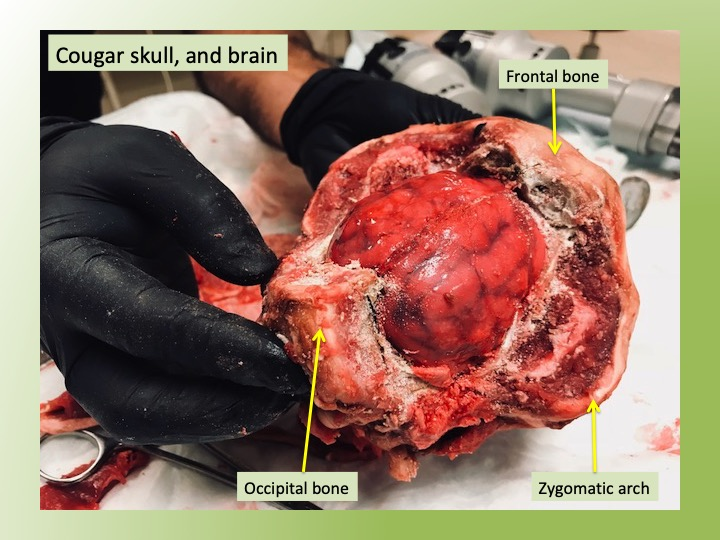 Cougar skull, and brain
Frontal bone
Occipital bone
Zygomatic arch